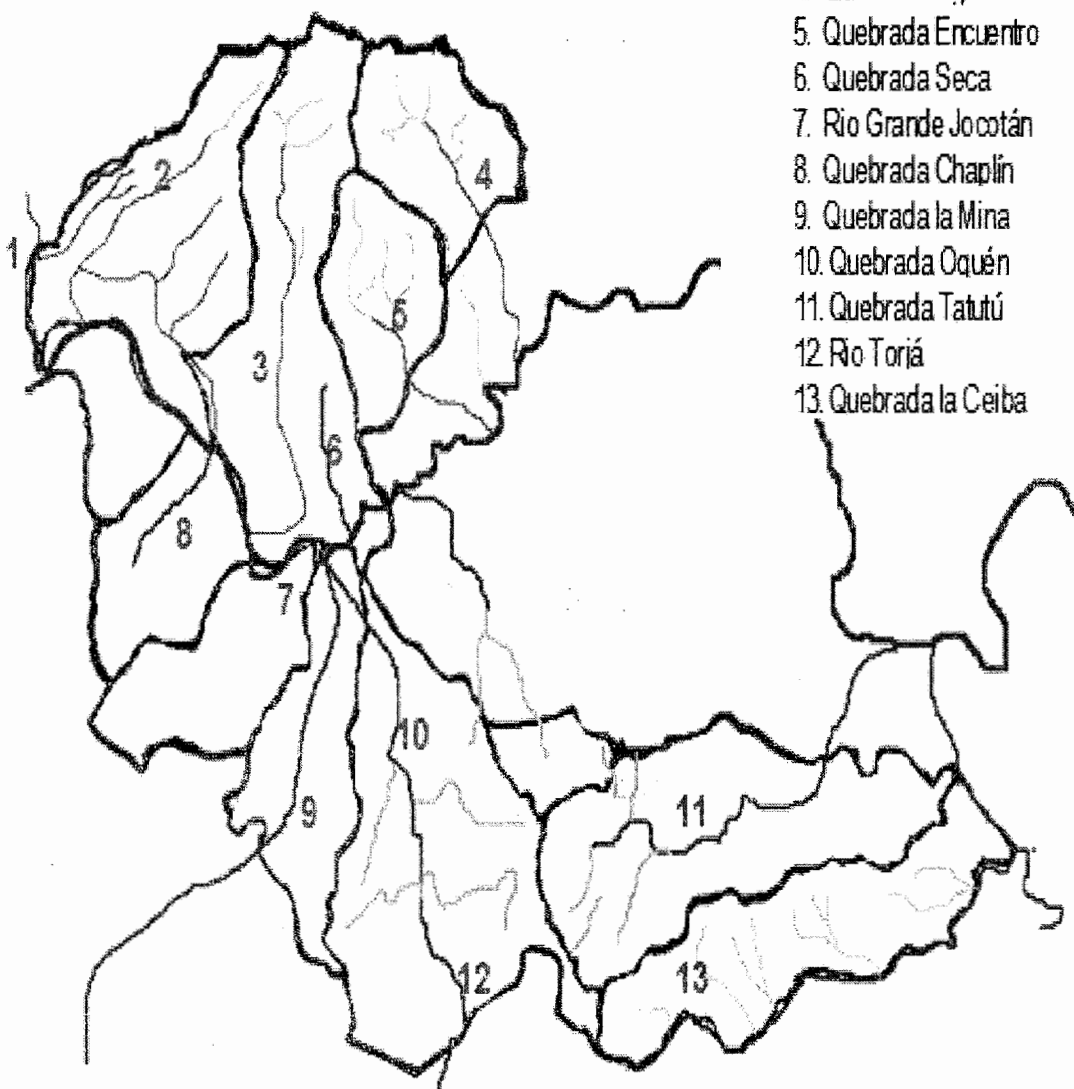 5. Quebrada Encuentro
6. Quebrada Seca
7. Rio Grande Jocotán
8. Quebrada Chaplín
9. Quebrada la Mina
10. Quebrada Oquén
11. Quebrada Tatutú
12. Rio Torjá
13. Quebrada la Ceiba
2
4
1
5
3
6
8
7
10
9
11
12
13